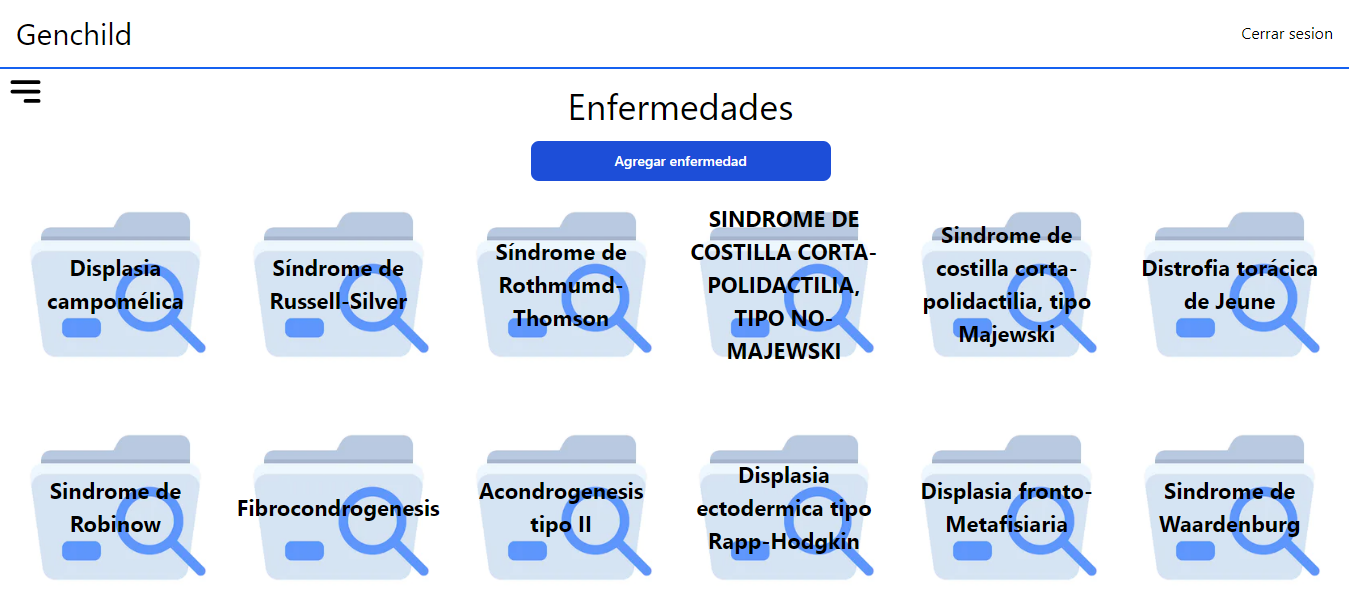 Genchild
Cerrar sesion
Enfermedades
Agregar enfermedad
Displasia
campomélica
Síndrome de
Russell-Silver
Síndrome de
Rothmumd-
Thomson
SINDROME DE
COSTILLA CORTA-
POLIDACTILIA,
TIPO NO-
MAJEWSKI
Sindrome de
costilla corta-
polidactilia, tipo
Majewski
Distrofia torácica
de Jeune
Sindrome de
Robinow
Fibrocondrogenesis
Acondrogenesis
tipo II
Displasia
ectodermica tipo
Rapp-Hodgkin
Displasia fronto-
Metafisiaria
Sindrome de
Waardenburg